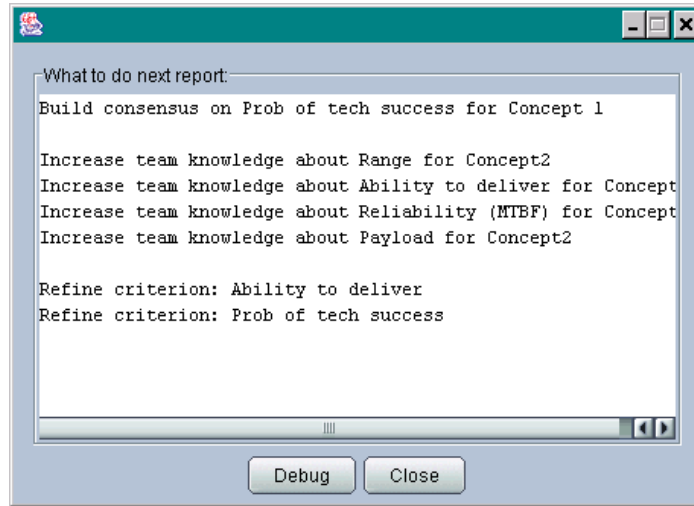 What to do next report:
Build consensus on Prob of tech success for Concept 1
Increase team knowledge about Range for Concept2
Increase team knowledge about Ability to deliver for Concept
Increase team knowledge about Reliability (MTBF) for Concept
Increase team knowledge about Payload for Concept2
Refine criterion: Ability to deliver
Refine criterion: Prob of tech success
Debug Close